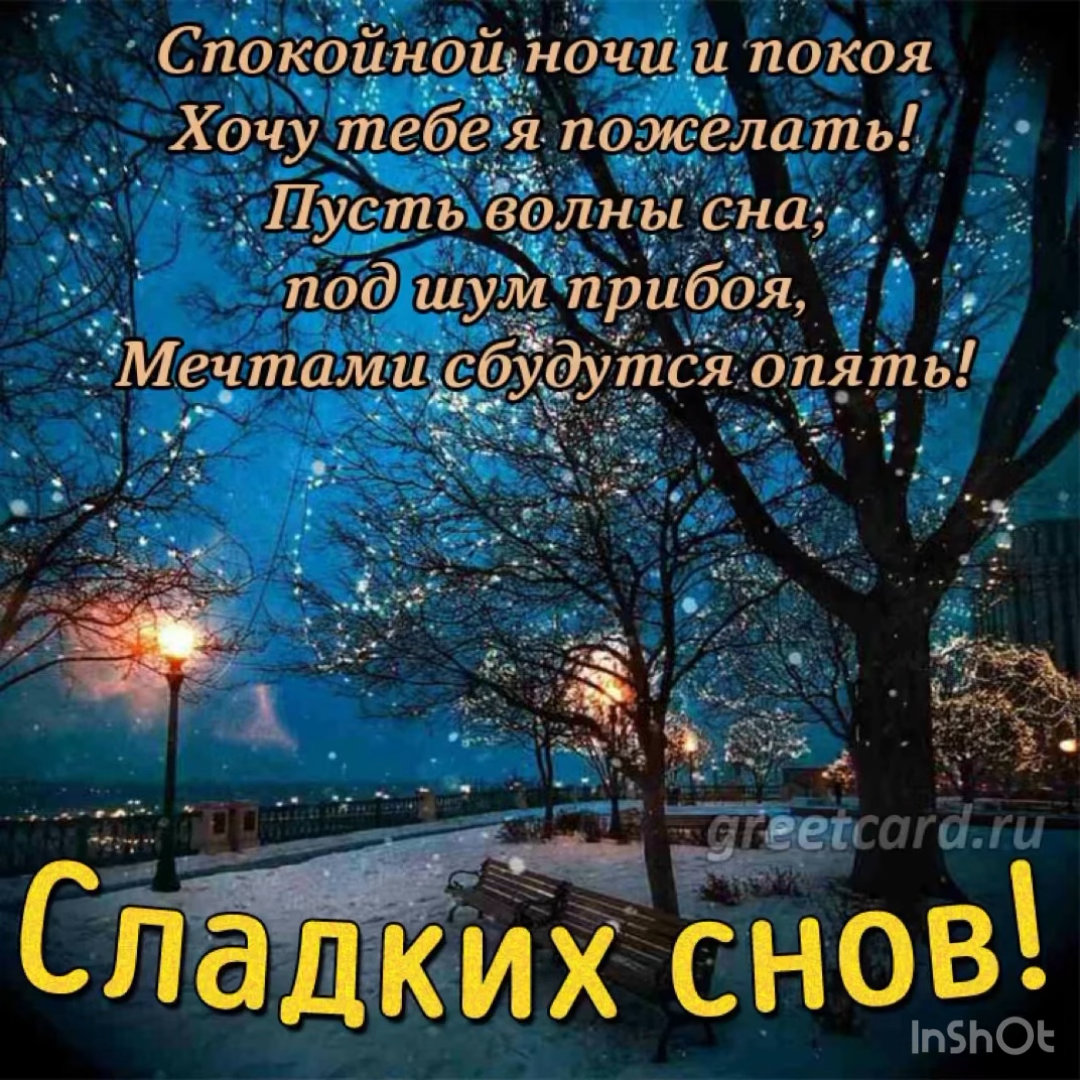 Спокойной ночи и покоя
Хочу тебе я пожелать!
Пусть волны сна,
под шум прибоя,
Мечтами сбудутся опять!
greetcard.ru
Сладких снов!
InShOt